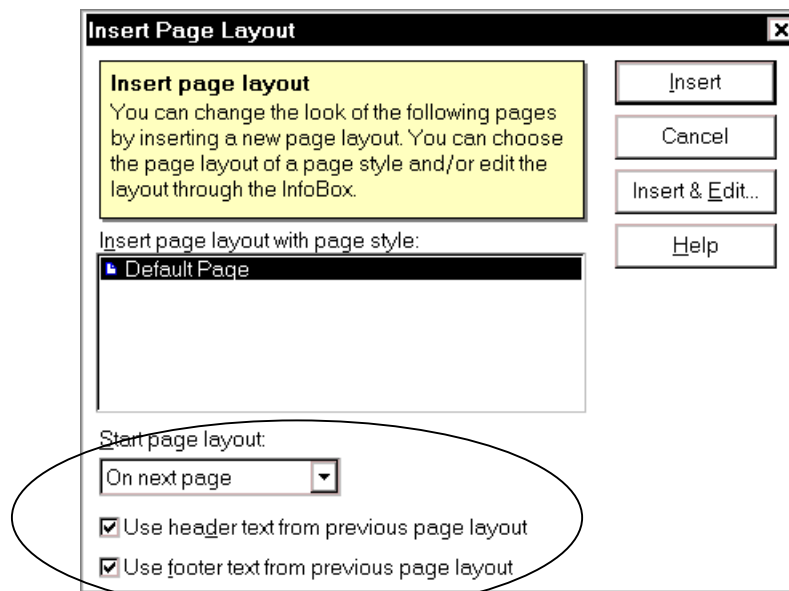 Insert Page Layout
Insert page layout
You can change the look of the following pages
by inserting a new page layout. You can choose
the page layout of a page style and/or edit the
layout through the InfoBox.
Insert
Cancel
Insert & Edit...
Help
Insert page layout with page style:
Default Page
Start page layout:
On next page
Use header text from previous page layout
Use footer text from previous page layout